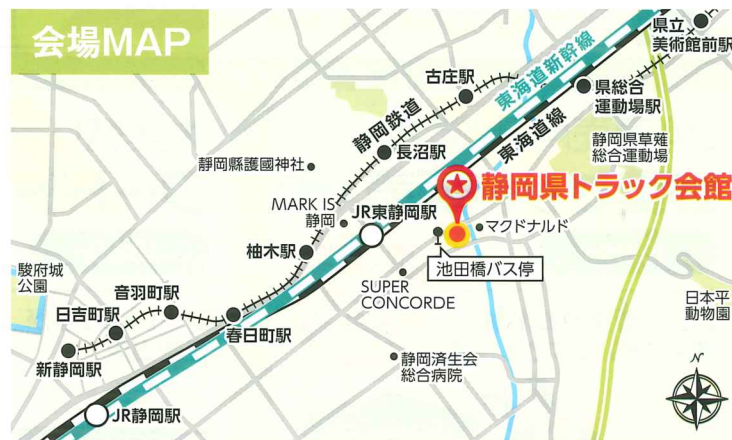 会場MAP
県立
美術館前駅
東海道新幹線
古庄駅
県総合
運動場駅
静岡鉄道
東海道線
静岡県草薙
総合運動場
長沼駅
静岡縣護國神社
静岡県トラック会館
MARK IS
静岡
JR東静岡駅
マクドナルド
柚木駅
池田橋バス停
駿府城
公園
SUPER
CONCORDE
音羽町駅
日本平
動物園
日吉町駅
春日町駅
新静岡駅
静岡済生会
総合病院
N
JR静岡駅